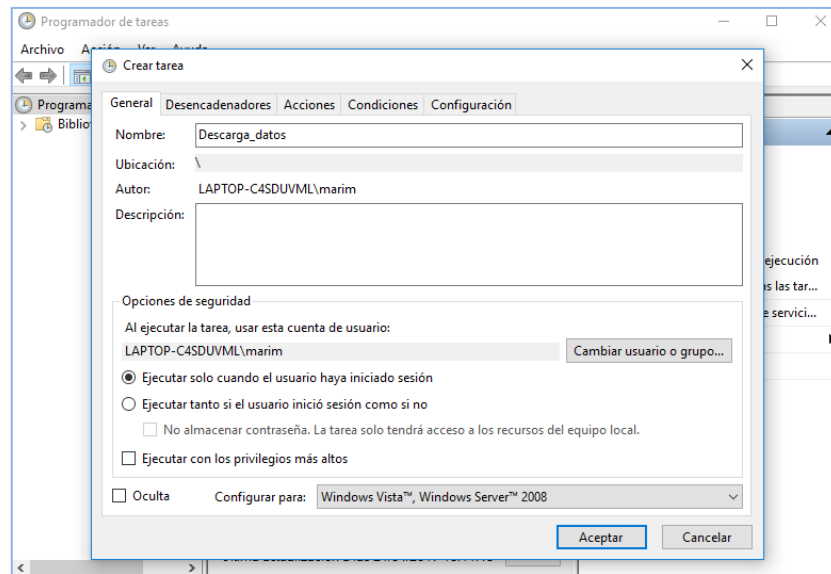 Programador de tareas
Archivo
Crear tarea
General Desencadenadores Acciones Condiciones Configuración
Nombre: Descarga_datos
Ubicación: \
Autor: LAPTOP-C4SDUVML\marim
Descripción:
Opciones de seguridad
Al ejecutar la tarea, usar esta cuenta de usuario:
LAPTOP-C4SDUVML\marim Cambiar usuario o grupo...
Ejecutar solo cuando el usuario haya iniciado sesión
Ejecutar tanto si el usuario inició sesión como si no
No almacenar contraseña. La tarea solo tendrá acceso a los recursos del equipo local.
Ejecutar con los privilegios más altos
Oculta Configurar para: Windows Vista™, Windows Server™ 2008
Aceptar Cancelar
Programa
Biblio
ejecución
as las tar...
e servici...